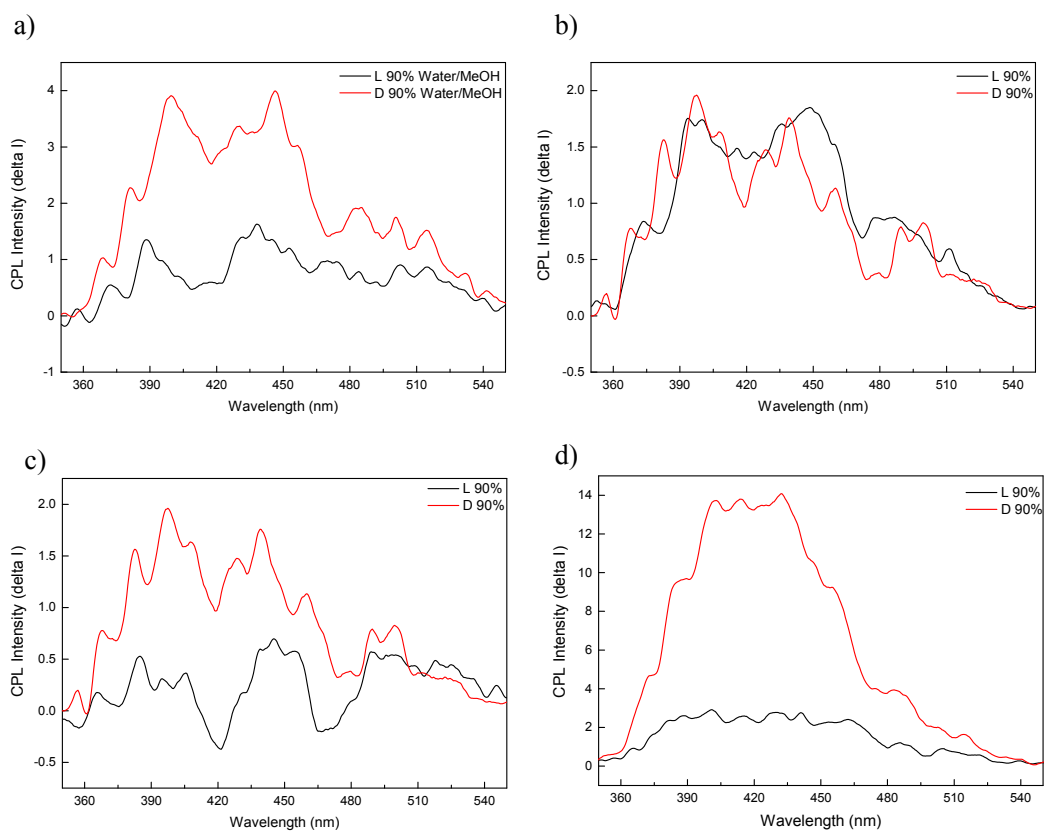 a)
L 90% Water/MeOH
D 90% Water/MeOH
CPL Intensity (delta I)
4
3
2
1
0
-1
360 390 420 450 480 510 540
Wavelength (nm)
b)
L 90%
D 90%
CPL Intensity (delta I)
2.0
1.5
1.0
0.5
0.0
-0.5
360 390 420 450 480 510 540
Wavelength (nm)
c)
L 90%
D 90%
CPL Intensity (delta I)
2.0
1.5
1.0
0.5
0.0
-0.5
360 390 420 450 480 510 540
Wavelength (nm)
d)
L 90%
D 90%
CPL Intensity (delta I)
14
12
10
8
6
4
2
0
360 390 420 450 480 510 540
Wavelength (nm)